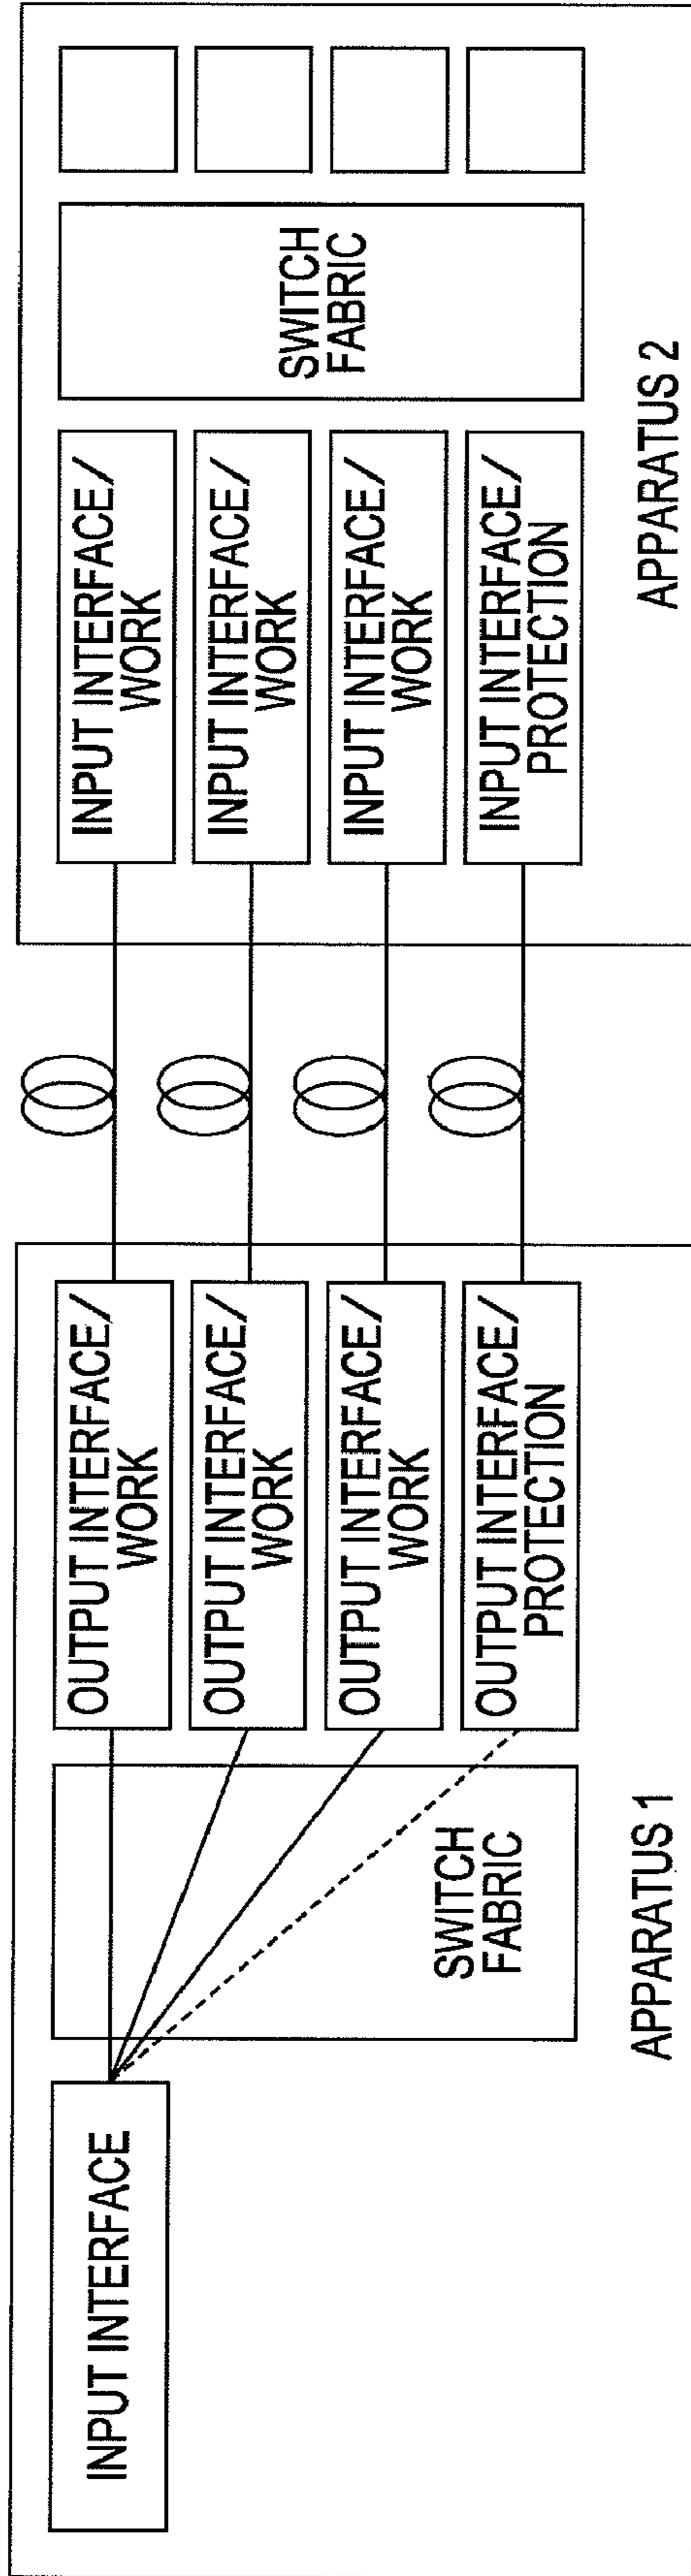 INPUT INTERFACE
SWITCH
FABRIC
OUTPUT INTERFACE/
WORK
OUTPUT INTERFACE/
WORK
OUTPUT INTERFACE/
WORK
OUTPUT INTERFACE/
PROTECTION
APPARATUS 1
INPUT INTERFACE/
WORK
INPUT INTERFACE/
WORK
INPUT INTERFACE/
WORK
INPUT INTERFACE/
PROTECTION
SWITCH
FABRIC
APPARATUS 2